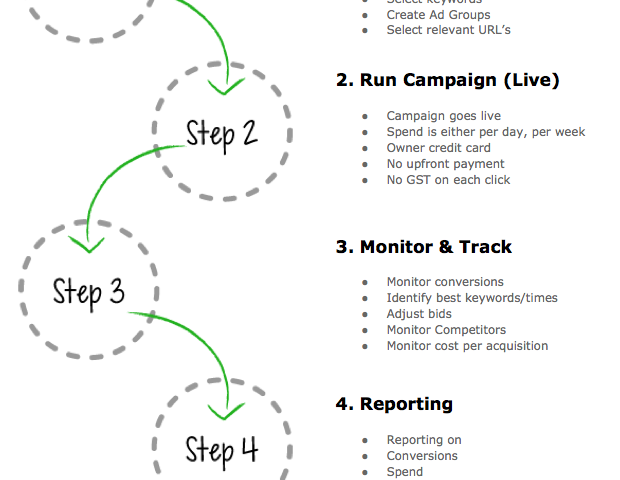 Select keywords
Create Ad Groups
Select relevant URL's
2. Run Campaign (Live)
Step 2
Campaign goes live
Spend is either per day, per week
Owner credit card
No upfront payment
No GST on each click
3. Monitor & Track
Step 3
Monitor conversions
Identify best keywords/times
Adjust bids
Monitor Competitors
Monitor cost per acquisition
4. Reporting
Step 4
Reporting on
Conversions
Spend